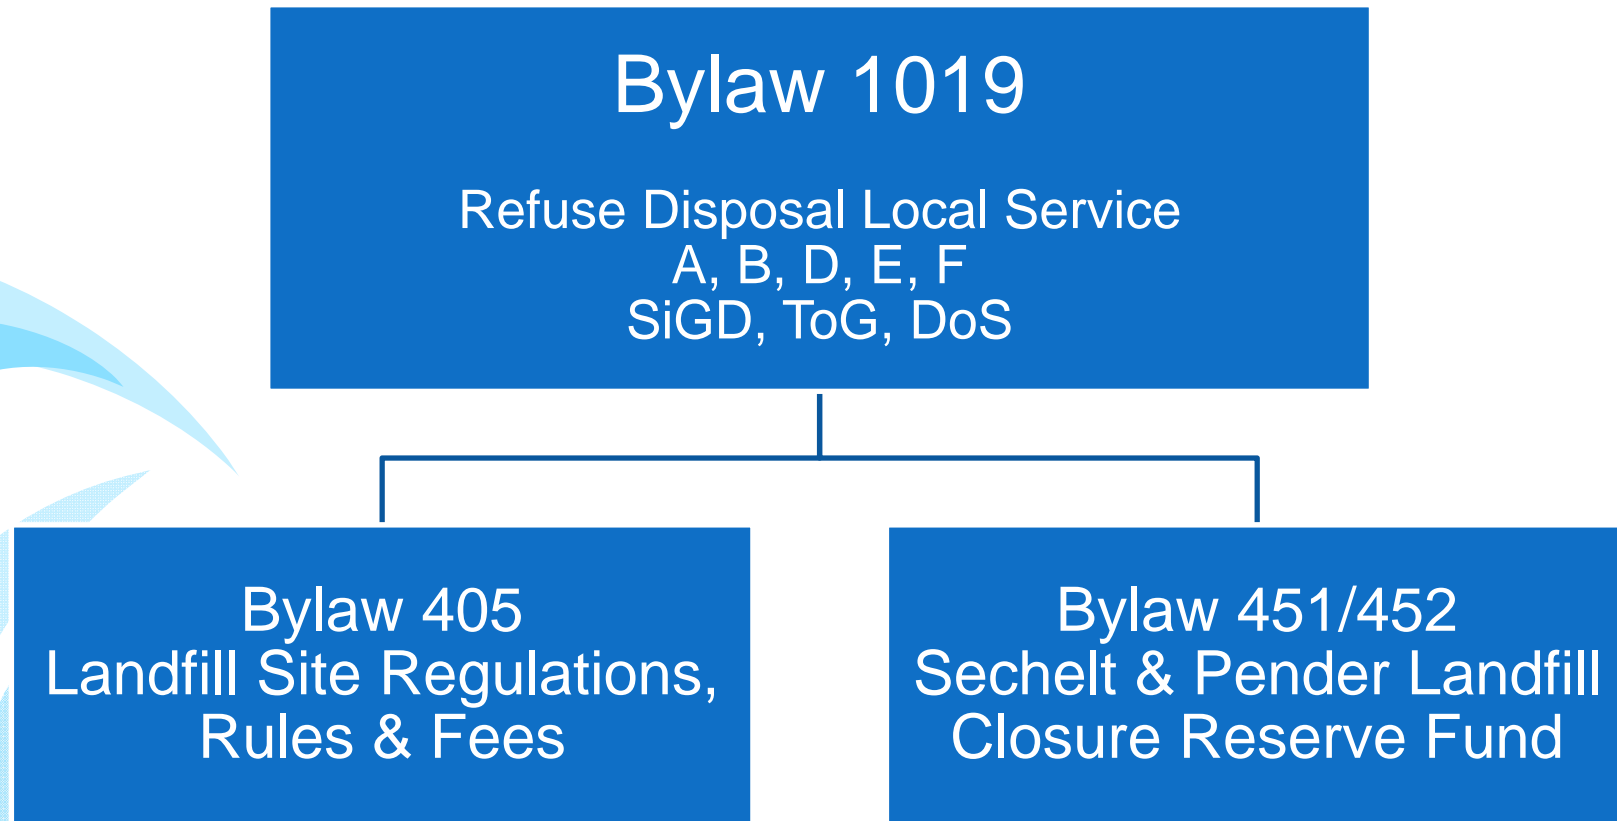 Bylaw 1019
Refuse Disposal Local Service
A, B, D, E, F
SiGD, ToG, DoS
Bylaw 405
Landfill Site Regulations,
Rules & Fees
Bylaw 451/452
Sechelt & Pender Landfill
Closure Reserve Fund